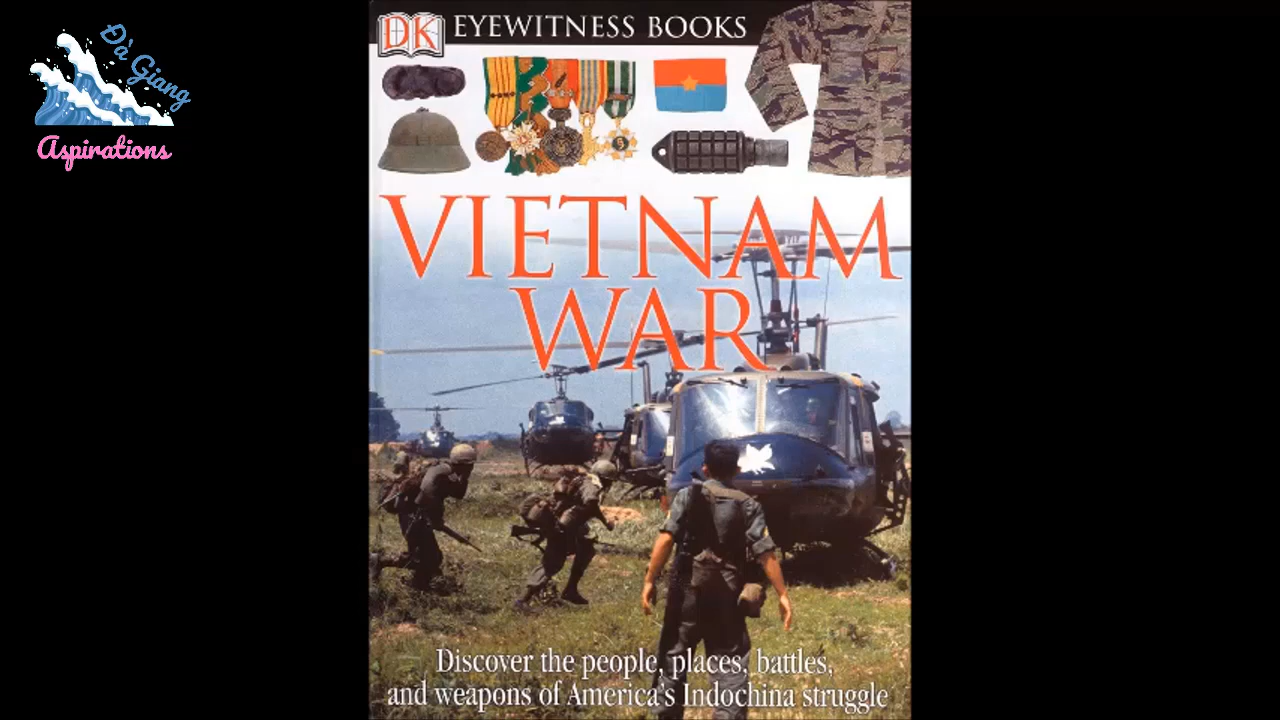 Đà Giang
Aspirations
DK EYEWITNESS BOOKS
VIETNAM
WAR
Discover the people, places, battles,
and weapons of America's Indochina struggle